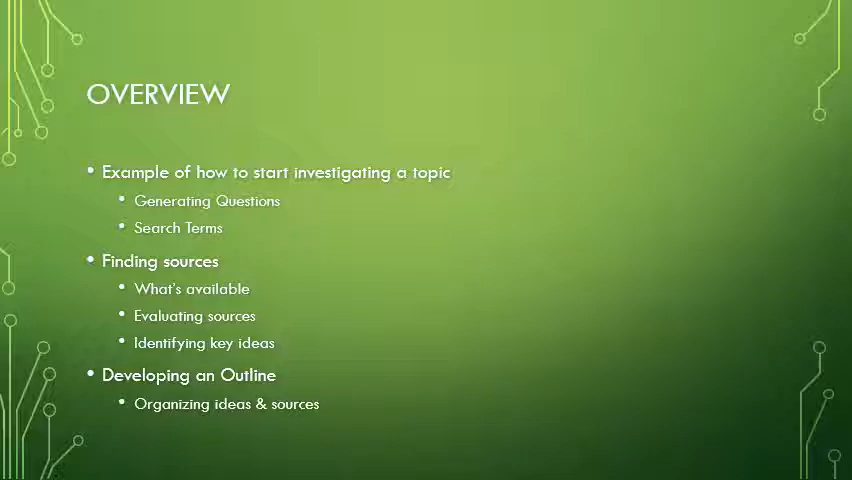 OVERVIEW
• Example of how to start investigating a topic
• Generating Questions
• Search Terms
• Finding sources
• What's available
• Evaluating sources
• Identifying key ideas
• Developing an Outline
• Organizing ideas & sources